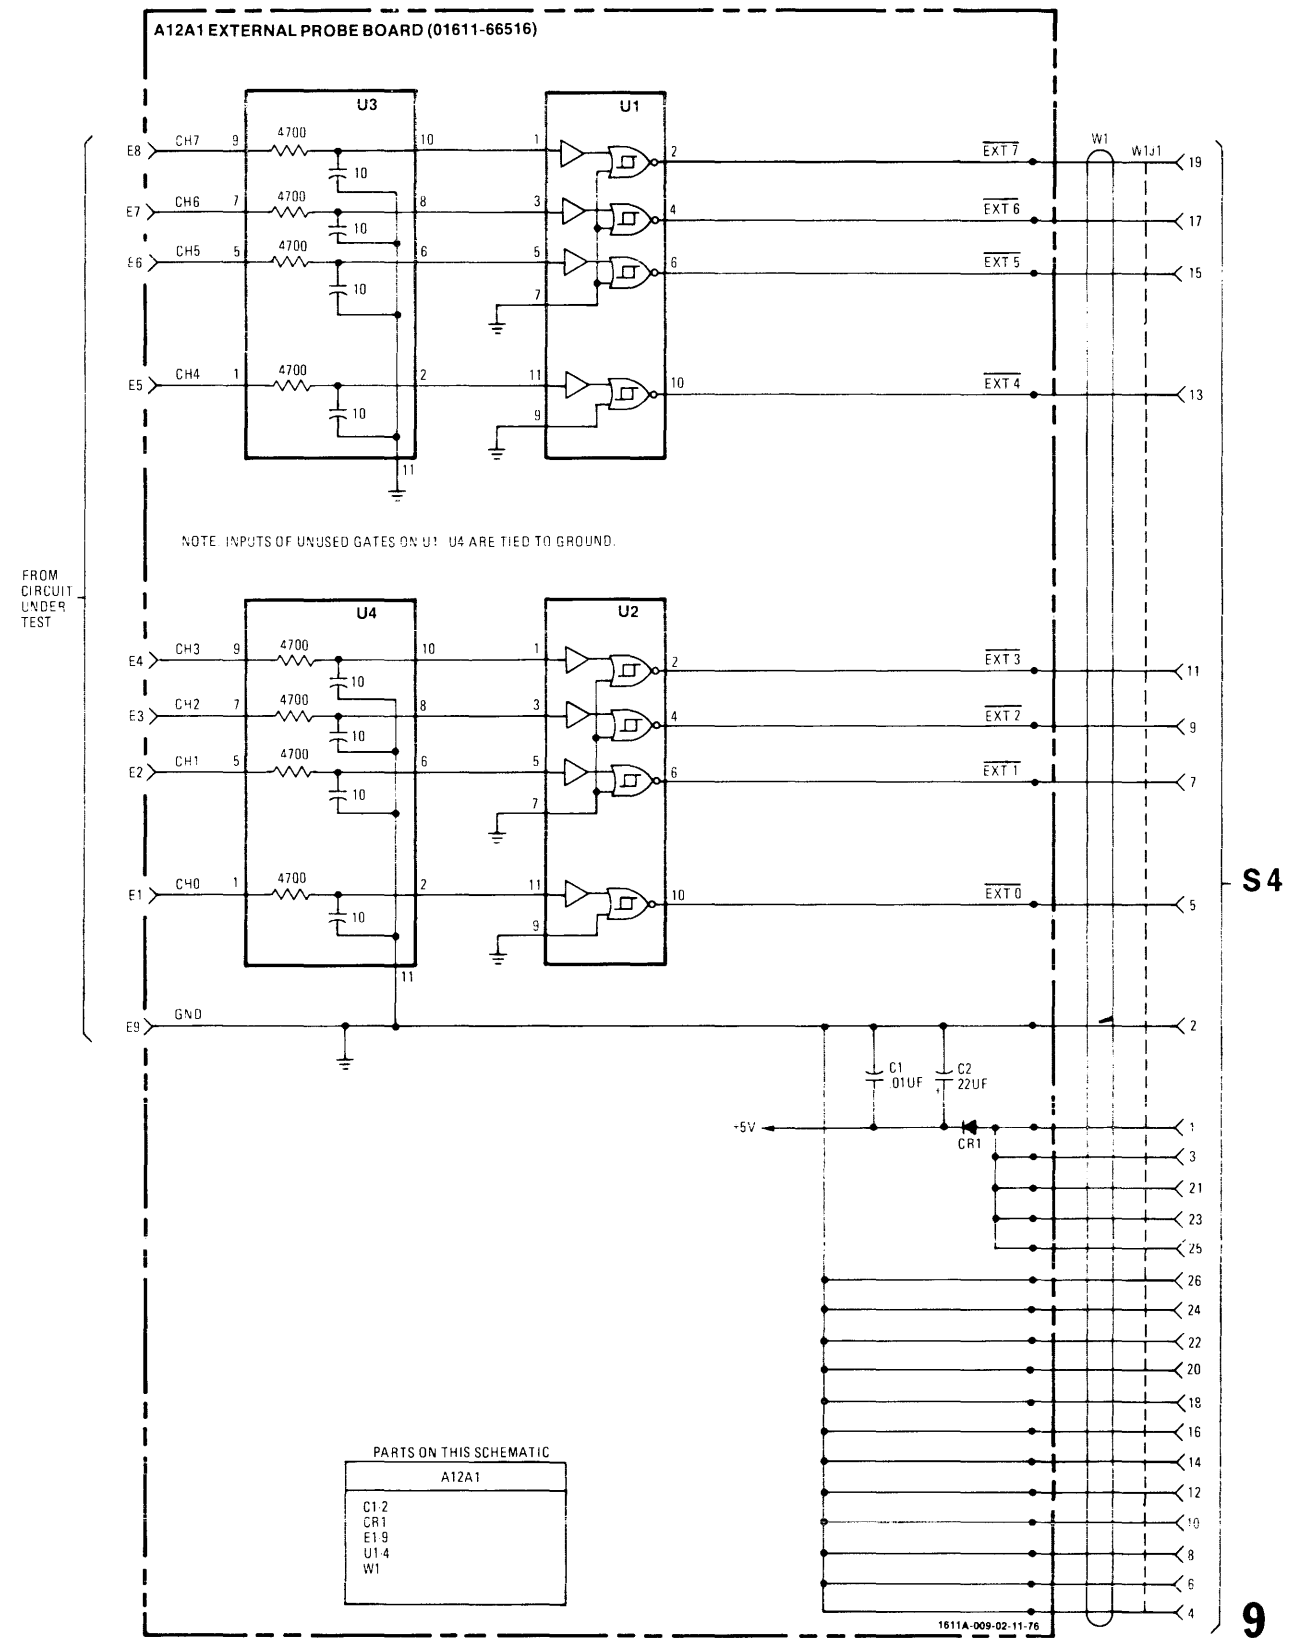 A12A1 EXTERNAL PROBE BOARD (01611-66516)
U3
U1
E8 CH7 9 4700 10 10 1 2 EXT 7 W1 W1J1 19
E7 CH6 7 4700 10 8 3 4 EXT 6 17
E6 CH5 5 4700 10 6 5 6 EXT 5 15
7
E5 CH4 1 4700 10 2 11 10 EXT 4 13
9
11
NOTE INPUTS OF UNUSED GATES ON U1 U4 ARE TIED TO GROUND.
FROM
CIRCUIT
UNDER
TEST
U4
U2
E4 CH3 9 4700 10 10 1 2 EXT 3 11
E3 CH2 7 4700 10 8 3 4 EXT 2 9
E2 CH1 5 4700 10 6 5 6 EXT 1 7
7
E1 CH0 1 4700 10 2 11 10 EXT 0 5
9
11
S4
E9 GND 2
C1
.01UF
C2
22UF
+
+5V
CR1
1
3
21
23
25
26
24
22
20
18
16
14
12
10
8
6
4
PARTS ON THIS SCHEMATIC
A12A1
C1-2
CR1
E1-9
U1-4
W1
1611A-009-02-11-76
9